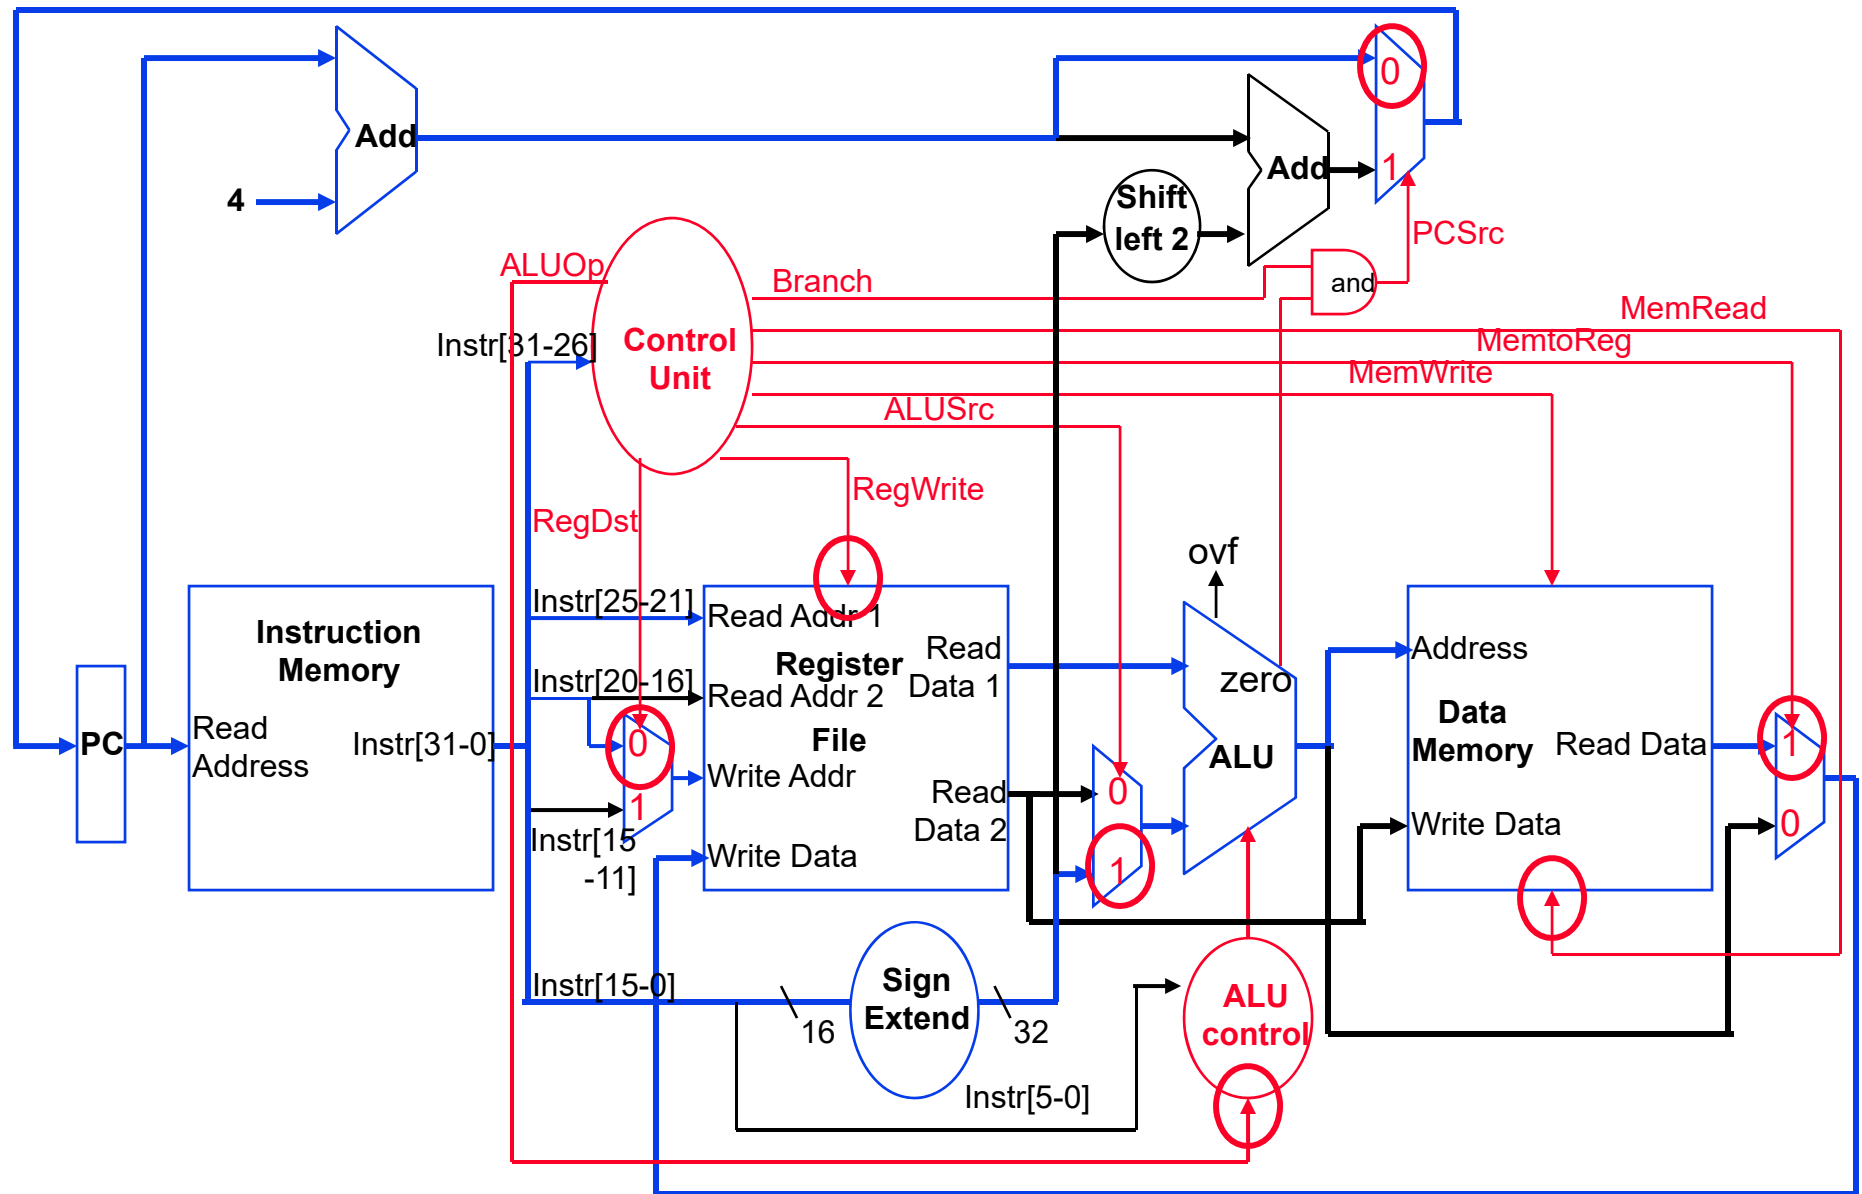 0
Add
Add
1
4
Shift
left 2
PCSrc
ALUOp
Branch
and
MemRead
Instr[31-26]
Control
Unit
MemtoReg
MemWrite
ALUSrc
RegWrite
RegDst
ovf
Instruction
Memory
Instr[25-21]
Read Addr 1
Register
Read
Data 1
Address
Instr[20-16]
Read Addr 2
zero
Data
Memory
PC
Read
Address
Instr[31-0]
0
File
ALU
Read Data
1
Write Addr
1
Read
Data 2
0
Write Data
0
Instr[15
-11]
Write Data
1
Instr[15-0]
Sign
Extend
16
32
ALU
control
Instr[5-0]